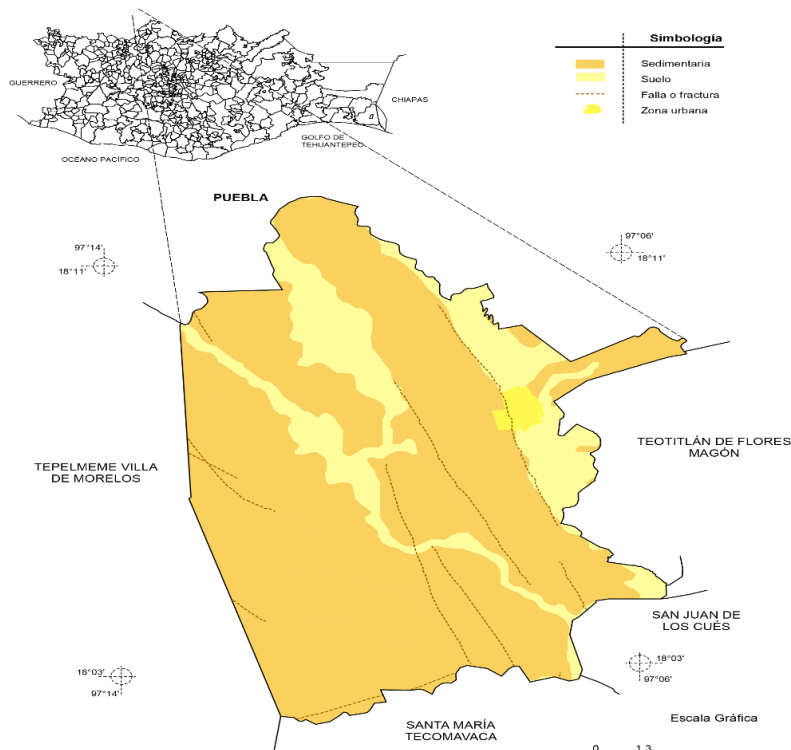 Simbología
Sedimentaria
Suelo
Falla o fractura
Zona urbana
GUERRERO
CHIAPAS
GOLFO DE
TEHUANTEPEC
OCÉANO PACÍFICO
PUEBLA
97°14'
18°11'
97°06'
18°11'
TEPELMEME VILLA
DE MORELOS
TEOTITLÁN DE FLORES
MAGÓN
SAN JUAN DE
LOS CUÉS
18°03'
97°14'
18°03'
97°06'
SANTA MARÍA
TECOMAVACA
Escala Gráfica
0 1.3